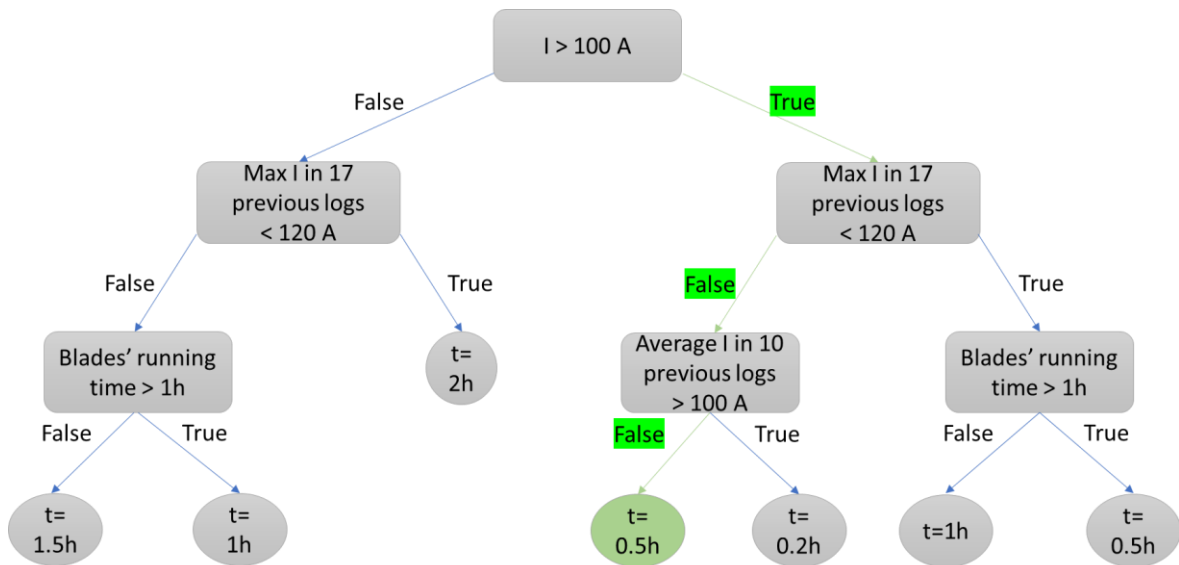 I > 100 A
False
True
Max I in 17
previous logs
< 120 A
Max I in 17
previous logs
< 120 A
False
True
False
True
Blades’ running
time > 1h
t=
2h
Average I in 10
previous logs
> 100 A
Blades’ running
time > 1h
False
True
False
True
False
True
t=
1.5h
t=
1h
t=
0.5h
t=
0.2h
t=1h
t=
0.5h